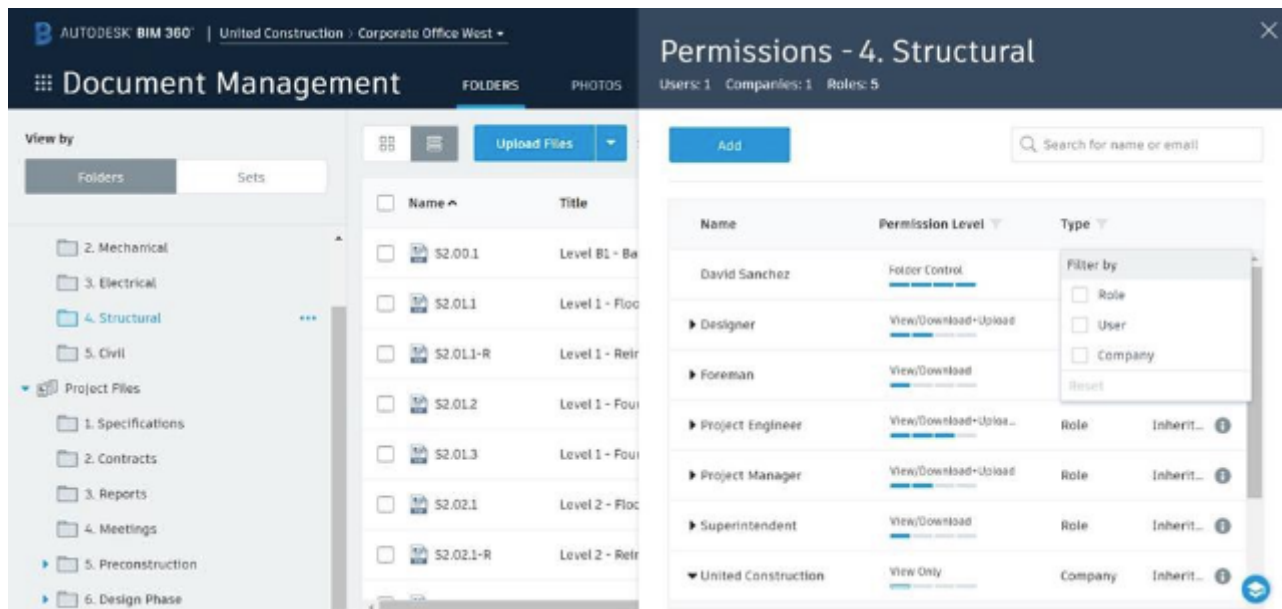 AUTODESK® BIM 360™ | United Construction > Corporate Office West
Document Management
FOLDERS
PHOTOS
Permissions - 4. Structural
Users: 1 Companies: 1 Roles: 5
View by
Folders
Sets
2. Mechanical
3. Electrical
4. Structural
5. Civil
Project Files
1. Specifications
2. Contracts
3. Reports
4. Meetings
5. Preconstruction
6. Design Phase
Upload Files
Name
Title
S2.00.1
Level B1 - Ba
S2.01.1
Level 1 - Floo
S2.01.1-R
Level 1 - Rein
S2.01.2
Level 1 - Fou
S2.01.3
Level 1 - Fou
S2.02.1
Level 2 - Floo
S2.02.1-R
Level 2 - Rein
Add
Search for name or email
Name
Permission Level
Type
David Sanchez
Folder Control
Designer
View/Download+Upload
Foreman
View/Download
Filter by
Role
User
Company
Reset
Project Engineer
View/Download+Uploa...
Role
Inherit...
Project Manager
View/Download+Upload
Role
Inherit...
Superintendent
View/Download
Role
Inherit...
United Construction
View Only
Company
Inherit...